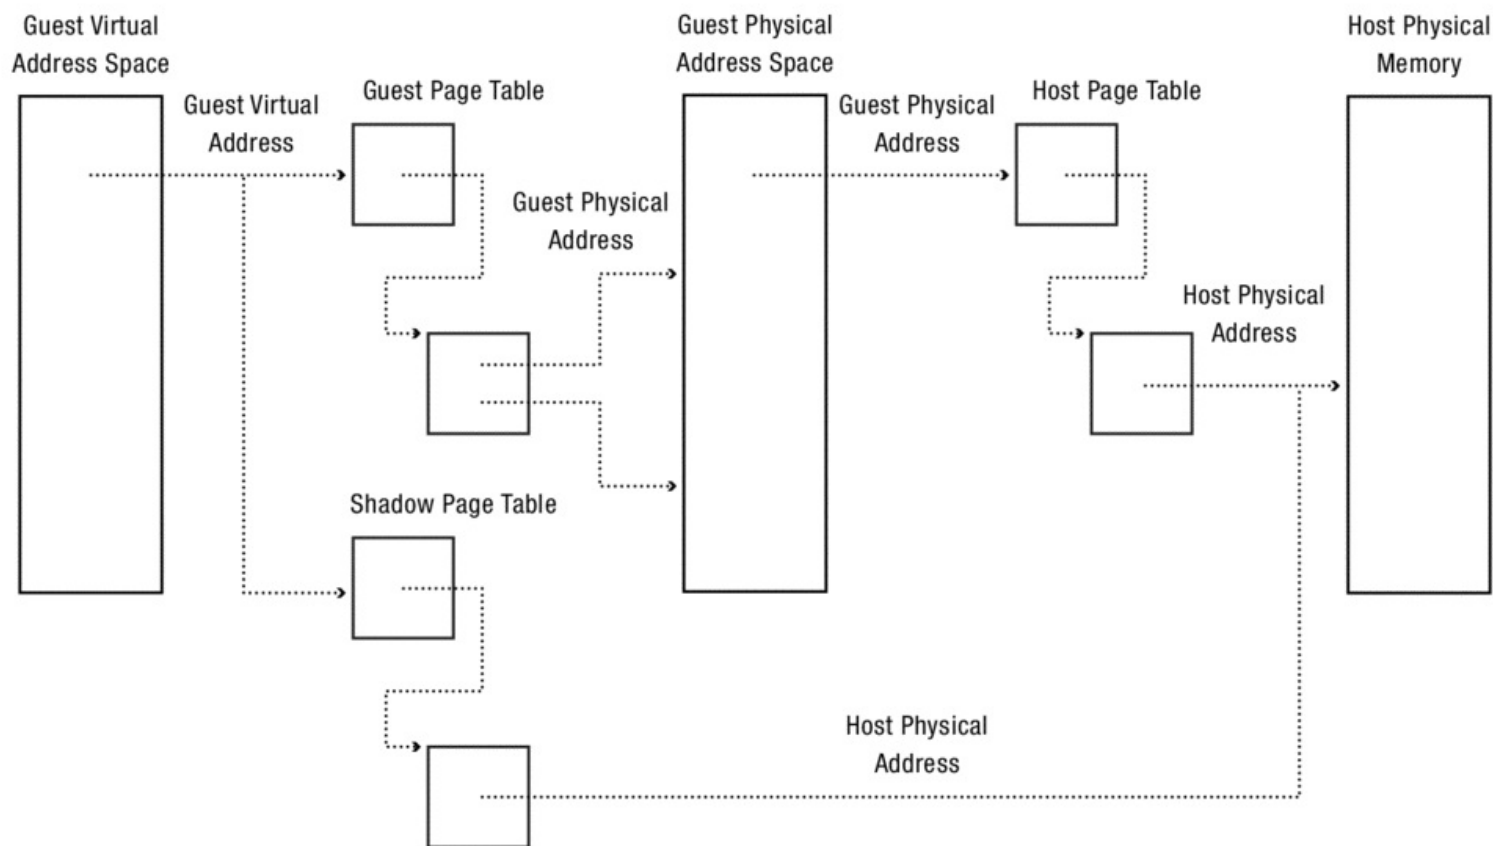 Guest Virtual
Address Space
Guest Physical
Address Space
Host Physical
Memory
Guest Virtual
Address
Guest Page Table
Guest Physical
Address
Host Page Table
Guest Physical
Address
Host Physical
Address
Shadow Page Table
Host Physical
Address